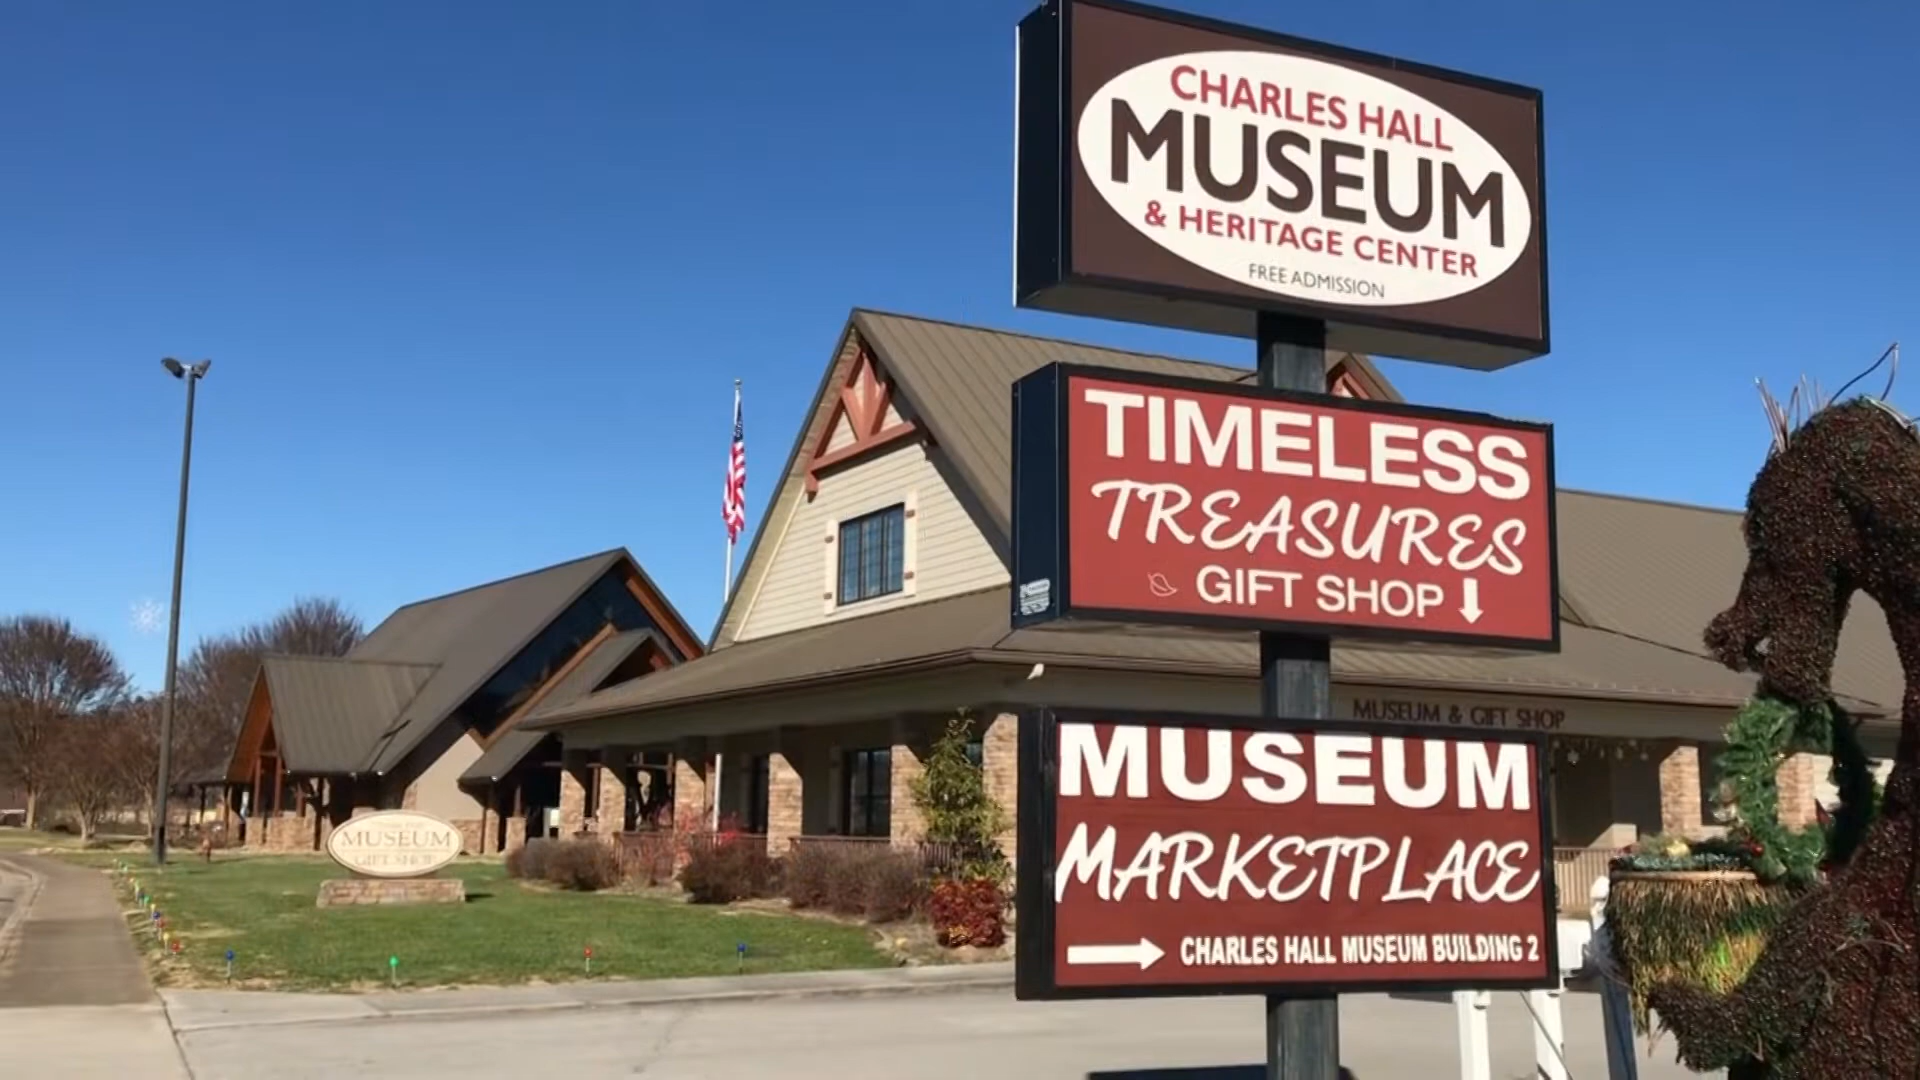 CHARLES HALL
MUSEUM
& HERITAGE CENTER
FREE ADMISSION
TIMELESS
TREASURES
GIFT SHOP
MUSEUM & GIFT SHOP
MUSEUM
MARKETPLACE
CHARLES HALL MUSEUM BUILDING 2
MUSEUM
GIFT SHOP